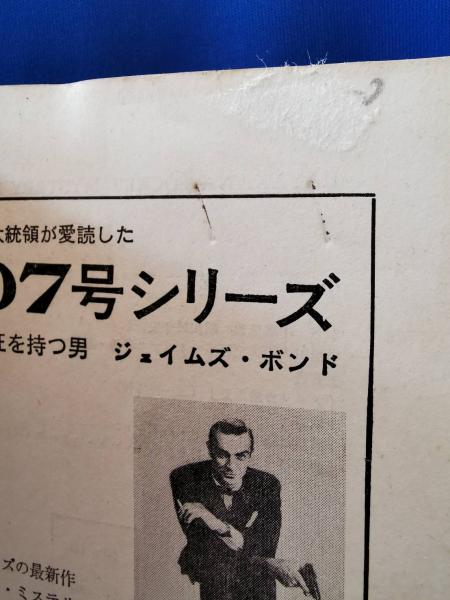 統領が愛読した
07号シリーズ
を持つ男 ジェイムズ・ボンド
ズの最新作
・ミステリ